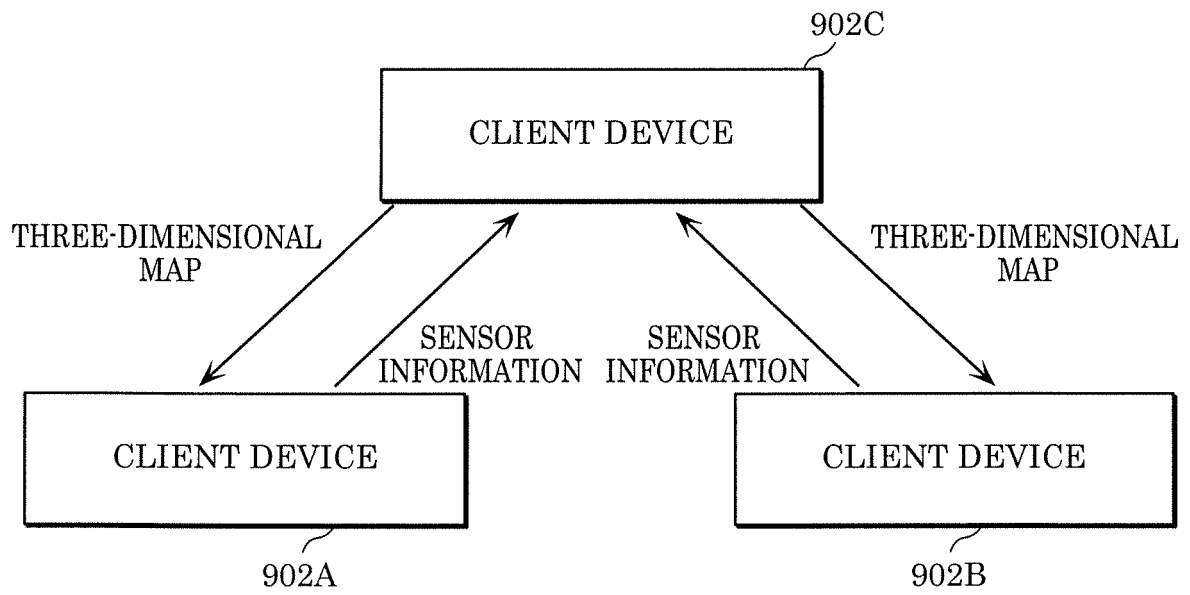 902C
CLIENT DEVICE
THREE-DIMENSIONAL
MAP
THREE-DIMENSIONAL
MAP
SENSOR
INFORMATION
SENSOR
INFORMATION
CLIENT DEVICE
CLIENT DEVICE
902A
902B